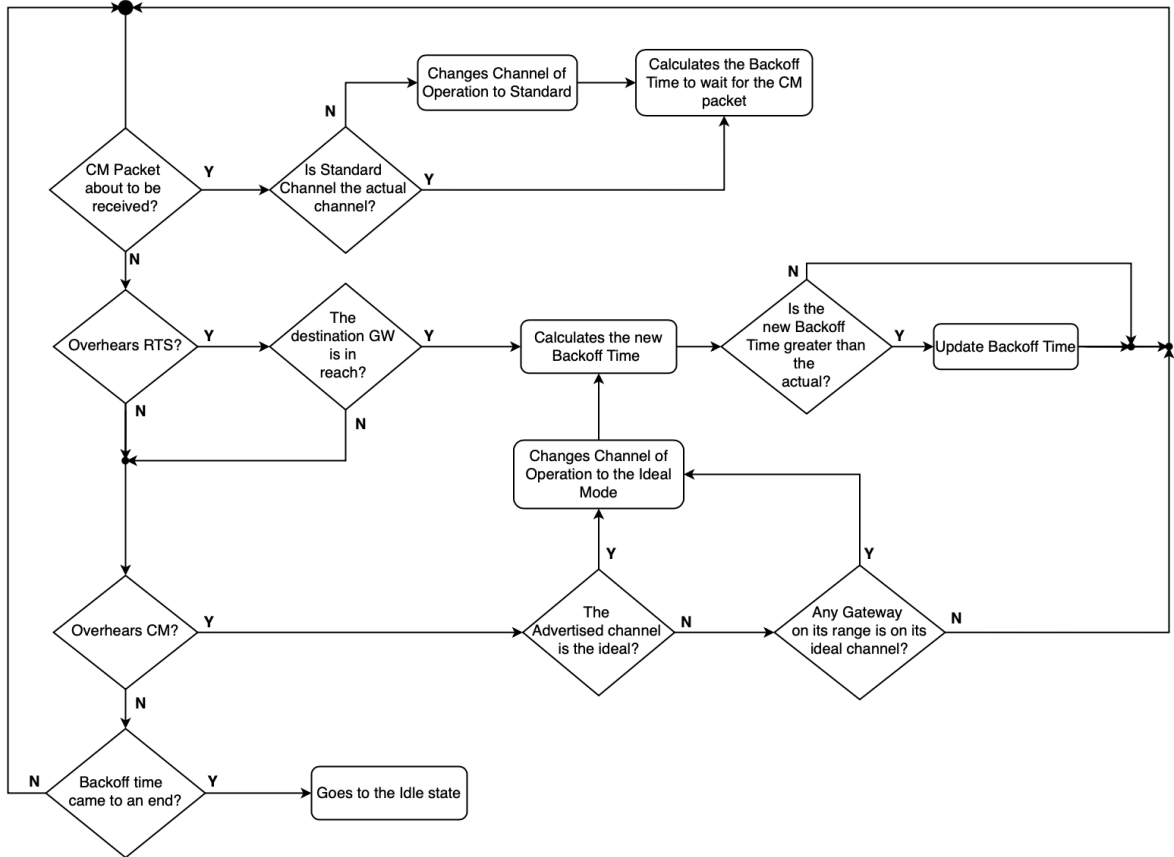 Changes Channel of
Operation to Standard
Calculates the Backoff
Time to wait for the CM
packet
N
CM Packet
about to be
received?
Y
Is Standard
Channel the actual
channel?
Y
N
Overhears RTS?
Y
The
destination GW
is in
reach?
Y
Calculates the new
Backoff Time
N
Is the
new Backoff
Time greater than
the
actual?
Y
Update Backoff Time
N
N
Changes Channel of
Operation to the Ideal
Mode
Y
Y
Overhears CM?
Y
The
Advertised channel
is the ideal?
N
Any Gateway
on its range is on its
ideal channel?
N
N
N
Backoff time
came to an end?
Y
Goes to the Idle state